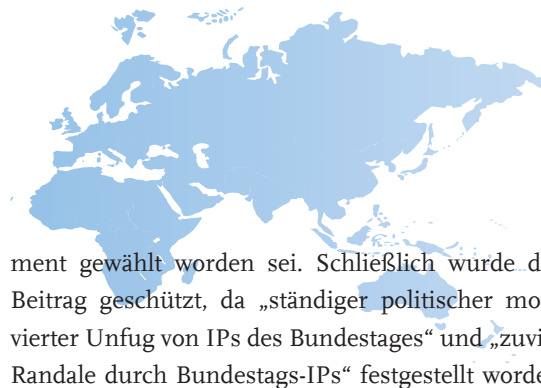 ment gewählt worden sei. Schließlich wurde d
Beitrag geschützt, da „ständiger politischer mo
vierter Unfug von IPs des Bundestages“ und „zuvi
Randale durch Bundestags-IPs“ festgestellt worde